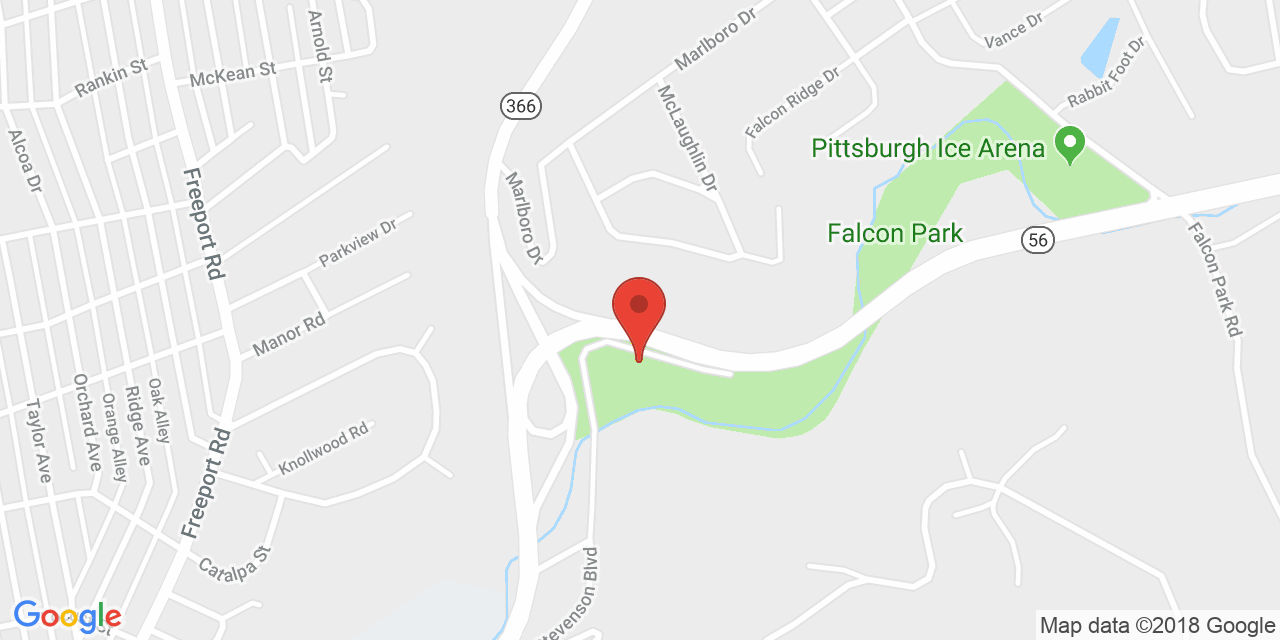 Arnold St
Rankin St
McKean St
366
Marlboro Dr
Vance Dr
Rabbit Foot Dr
Falcon Ridge Dr
McLaughlin Dr
Pittsburgh Ice Arena
Alcoa Dr
Freeport Rd
Marlboro Dr
Parkview Dr
Falcon Park
56
Falcon Park Rd
Manor Rd
Taylor Ave
Orchard Ave
Orange Alley
Ridge Ave
Oak Alley
Knollwood Rd
Freeport Rd
Catalpa St
Stevenson Blvd
Google
Map data ©2018 Google